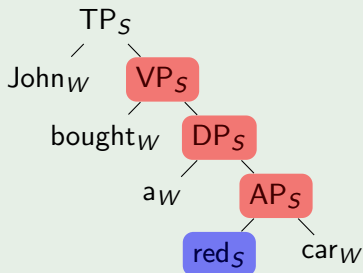 TP_S
John_W VP_S
bought_W DP_S
a_W AP_S
red_S car_W